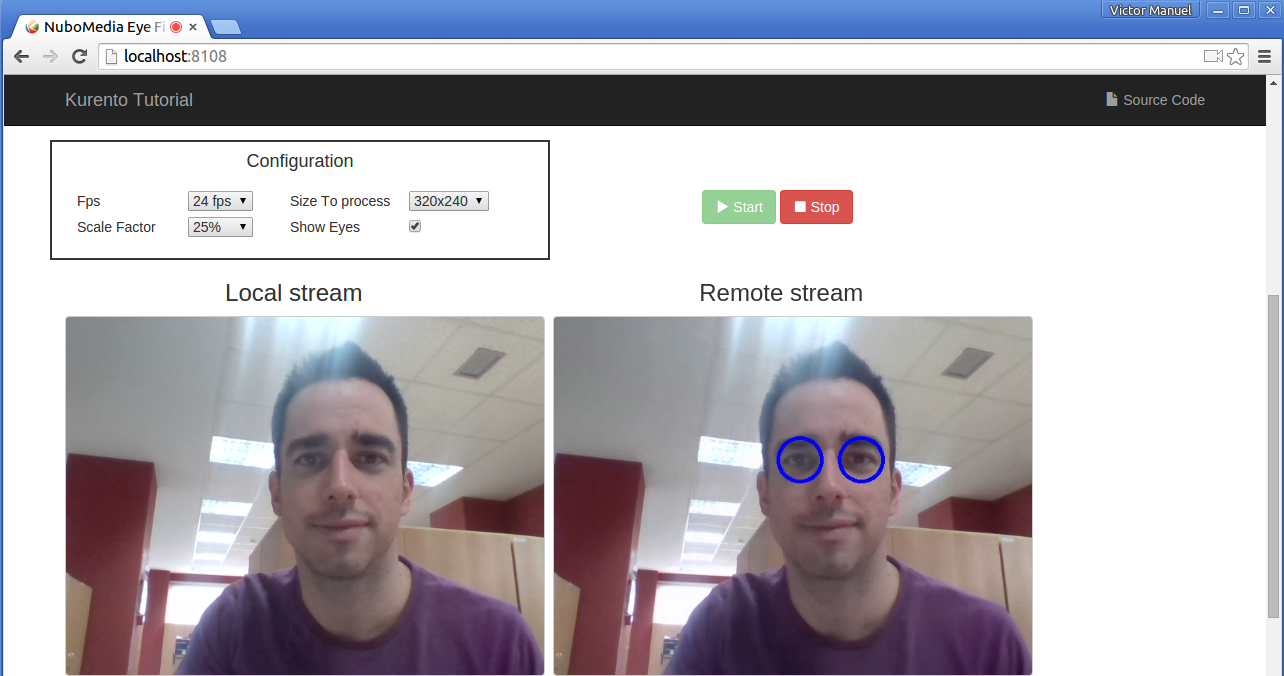 Victor Manuel
NuboMedia Eye Fi
localhost:8108
Kurento Tutorial
Source Code
Configuration
Fps 24 fps Size To process 320x240
Scale Factor 25% Show Eyes
Start Stop
Local stream Remote stream